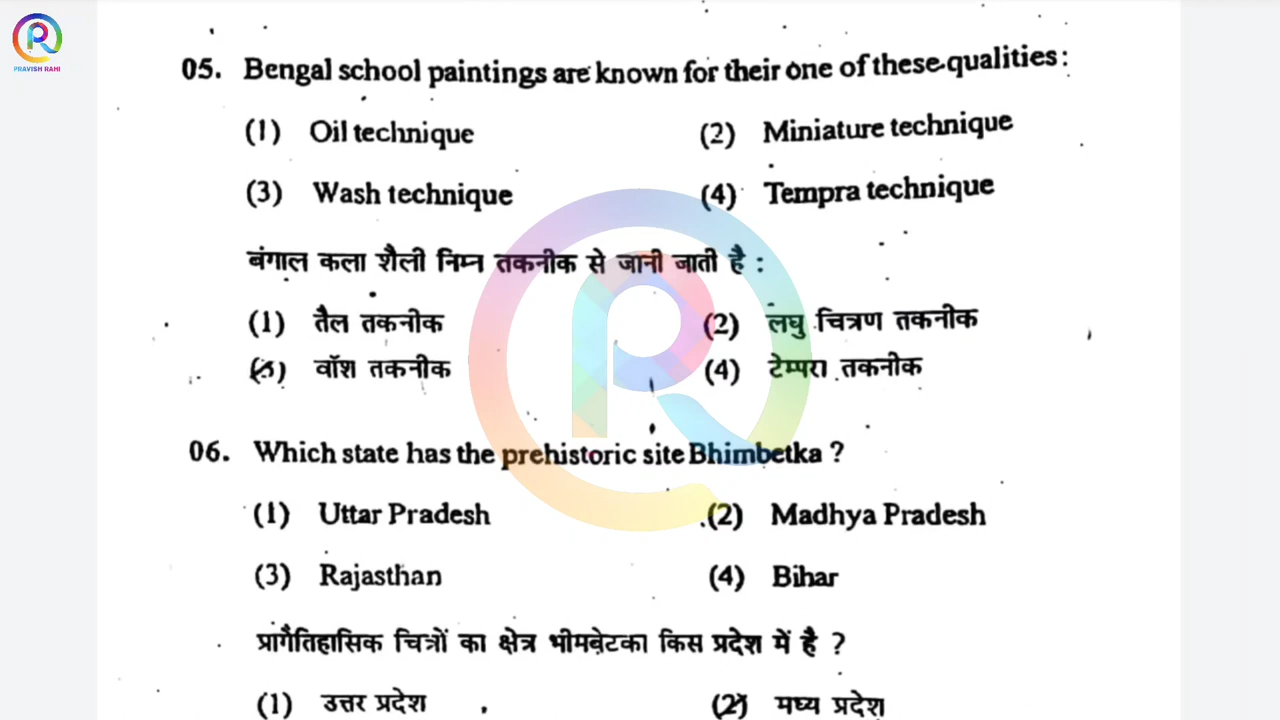 PRAVISH RAHI
05. Bengal school paintings are known for their one of these qualities:
(1) Oil technique (2) Miniature technique
(3) Wash technique (4) Tempra technique
बंगाल कला शैली निम्न तकनीक से जानी जाती है :
(1) तैल तकनीक (2) लघु चित्रण तकनीक
(3) वॉश तकनीक (4) टेम्परा तकनीक
06. Which state has the prehistoric site Bhimbetka ?
(1) Uttar Pradesh (2) Madhya Pradesh
(3) Rajasthan (4) Bihar
प्रागैतिहासिक चित्रों का क्षेत्र भीमबेटका किस प्रदेश में है ?
(1) उत्तर प्रदेश (2) मध्य प्रदेश